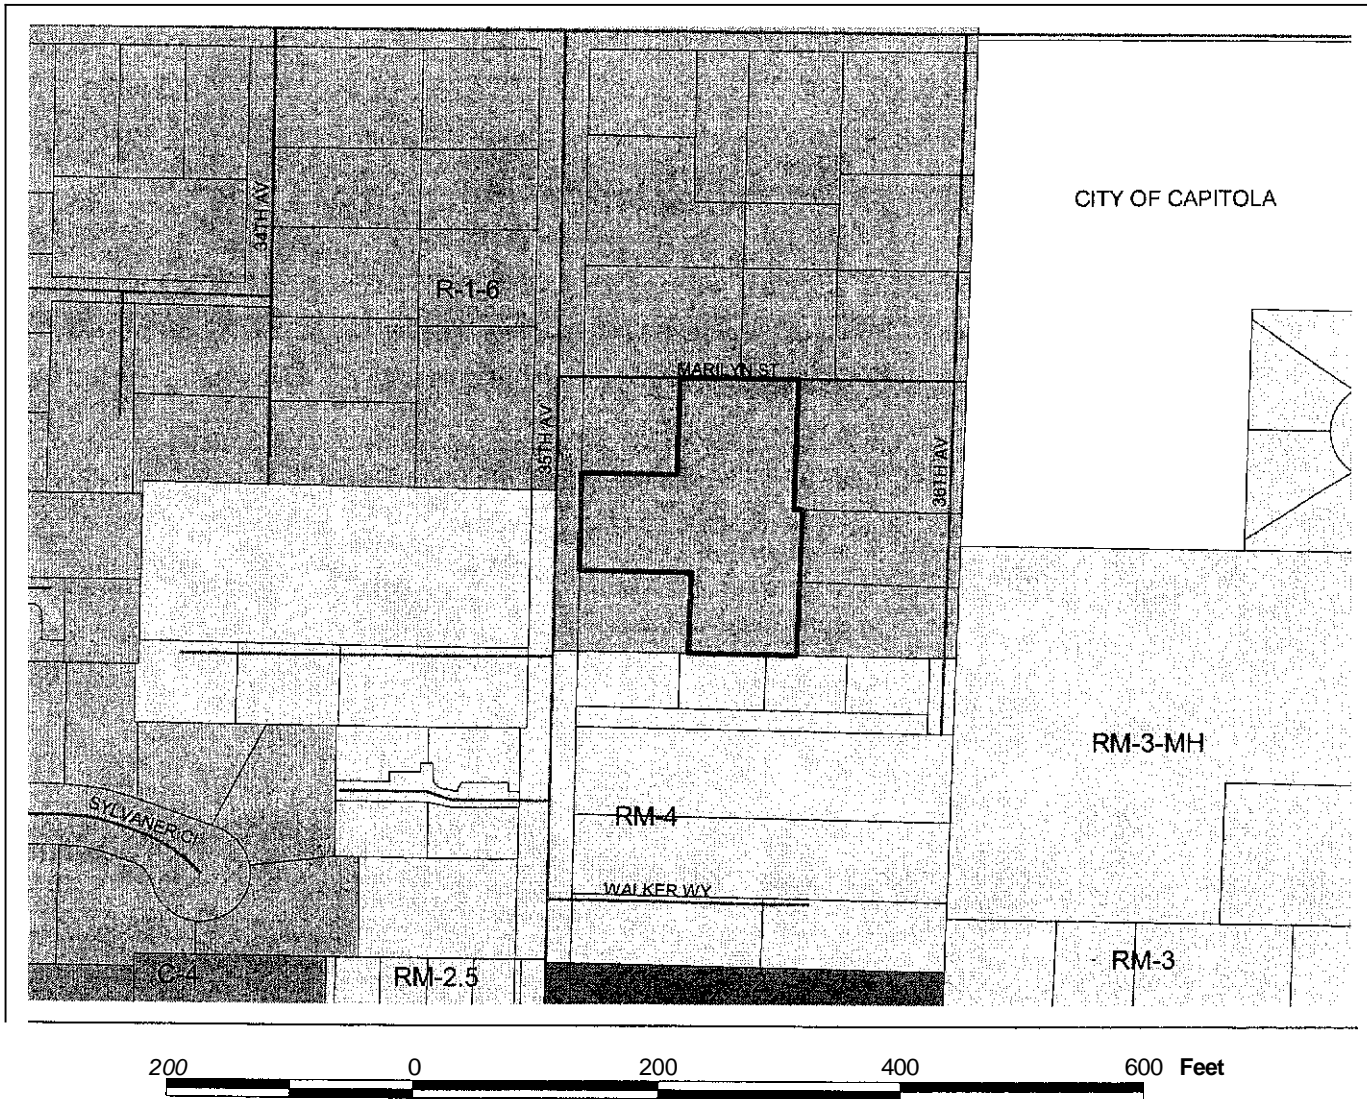 CITY OF CAPITOLA
34TH AV
R-1-6
MARILYN ST
35TH AV
36TH AV
RM-3-MH
SYLVANER CI
RM-4
WALKER WY
C-4
RM-2.5
RM-3
200 0 200 400 600 Feet